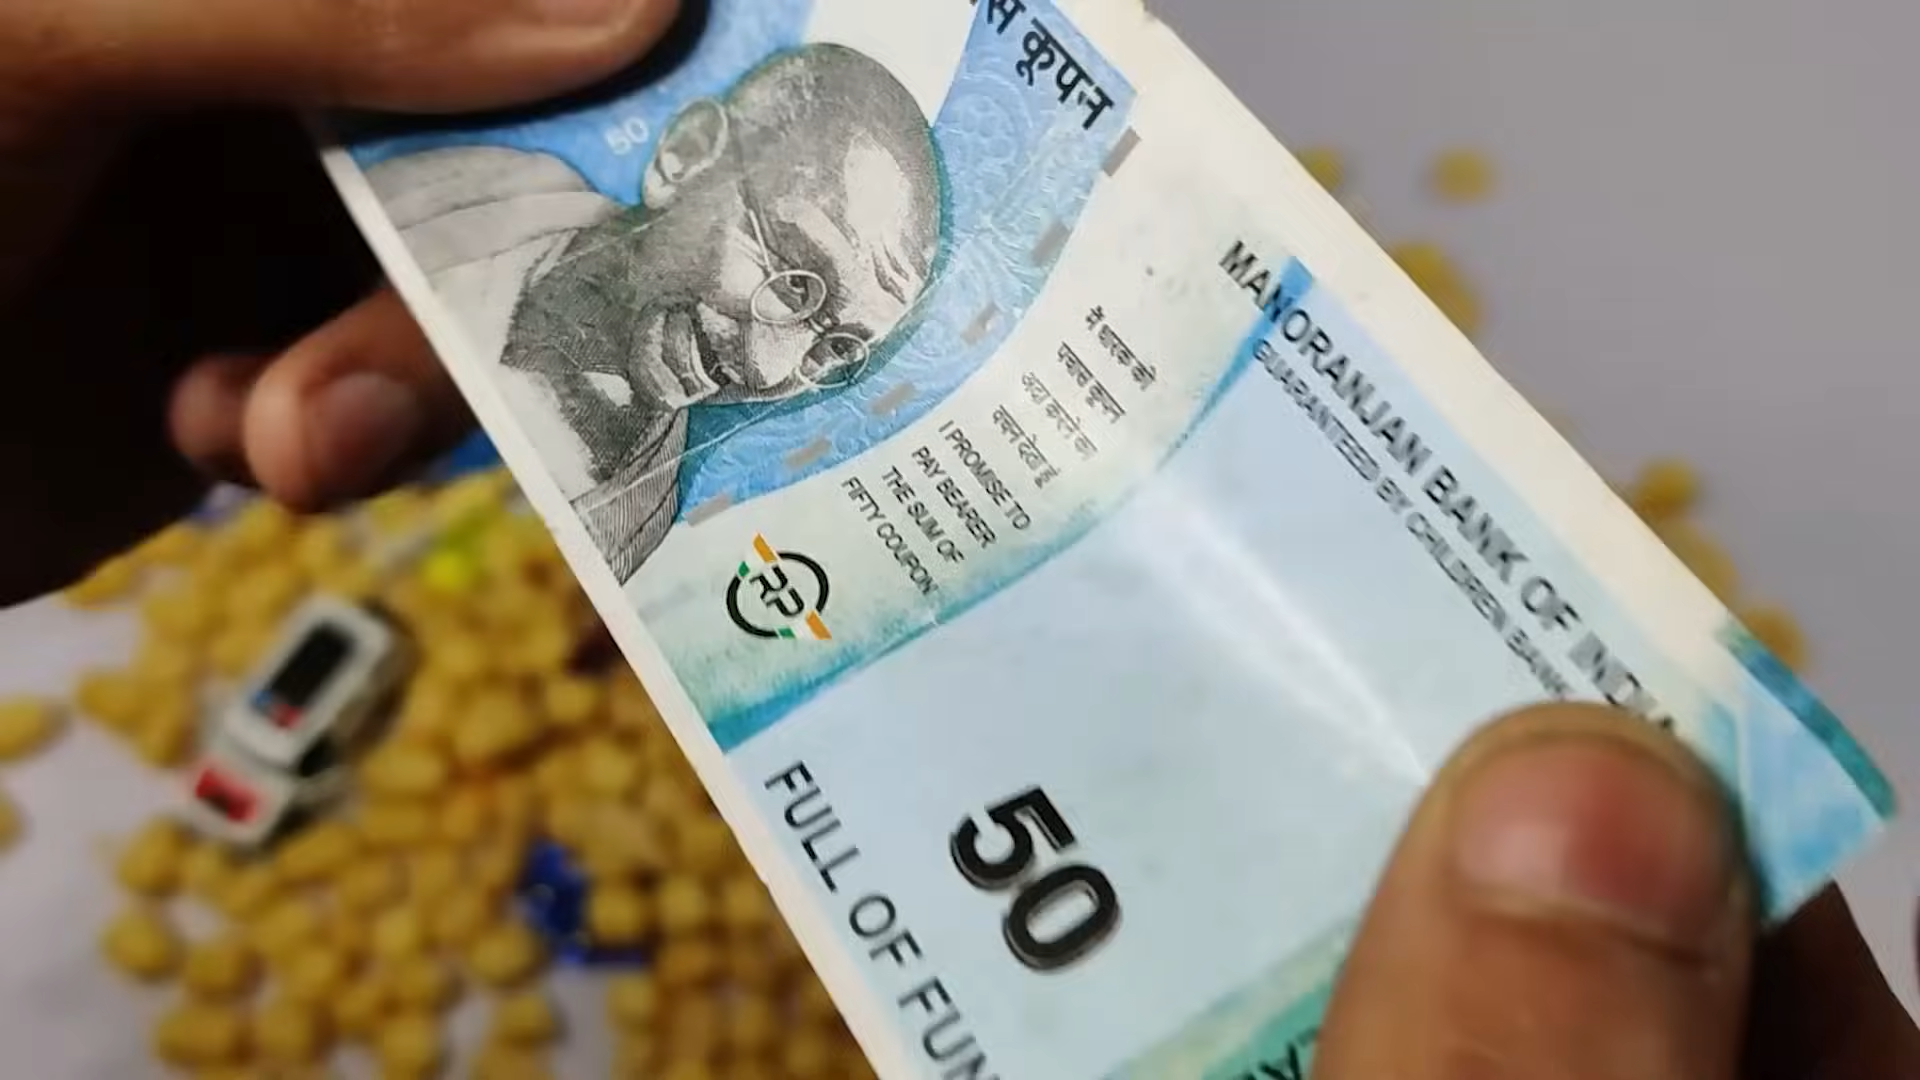 स कूपन
50
मैं धारक को
पचास कूपन
अदा करने का
वचन देता हूं
I PROMISE TO
PAY BEARER
THE SUM OF
FIFTY COUPON
RP
MANORANJAN BANK OF INDIA
GUARANTEED BY CHILDREN BANK
50
FULL OF FUN